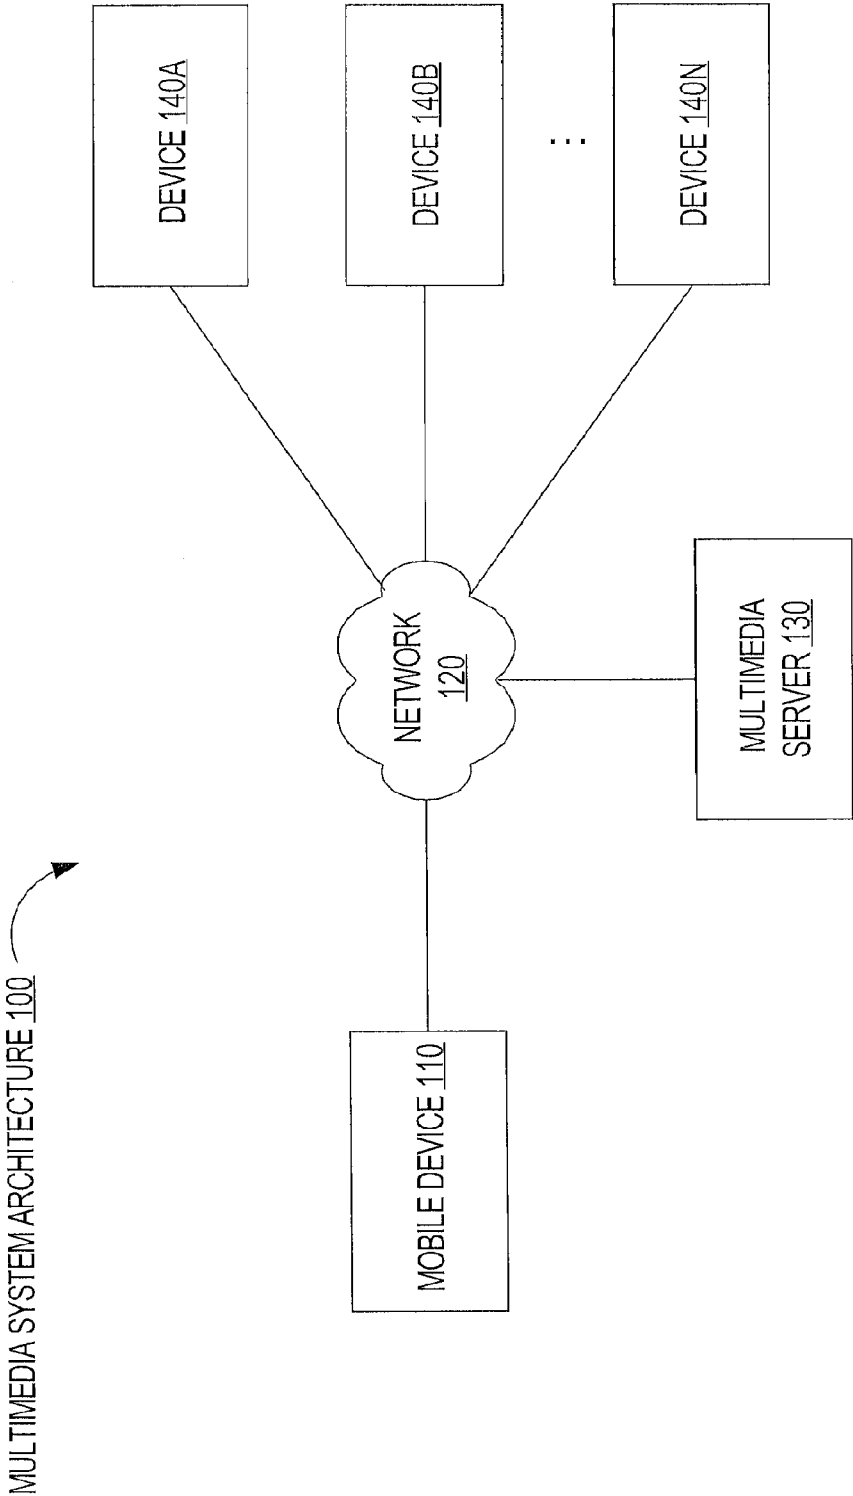 MULTIMEDIA SYSTEM ARCHITECTURE 100
MOBILE DEVICE 110
NETWORK
120
MULTIMEDIA
SERVER 130
DEVICE 140A
DEVICE 140B
...
DEVICE 140N